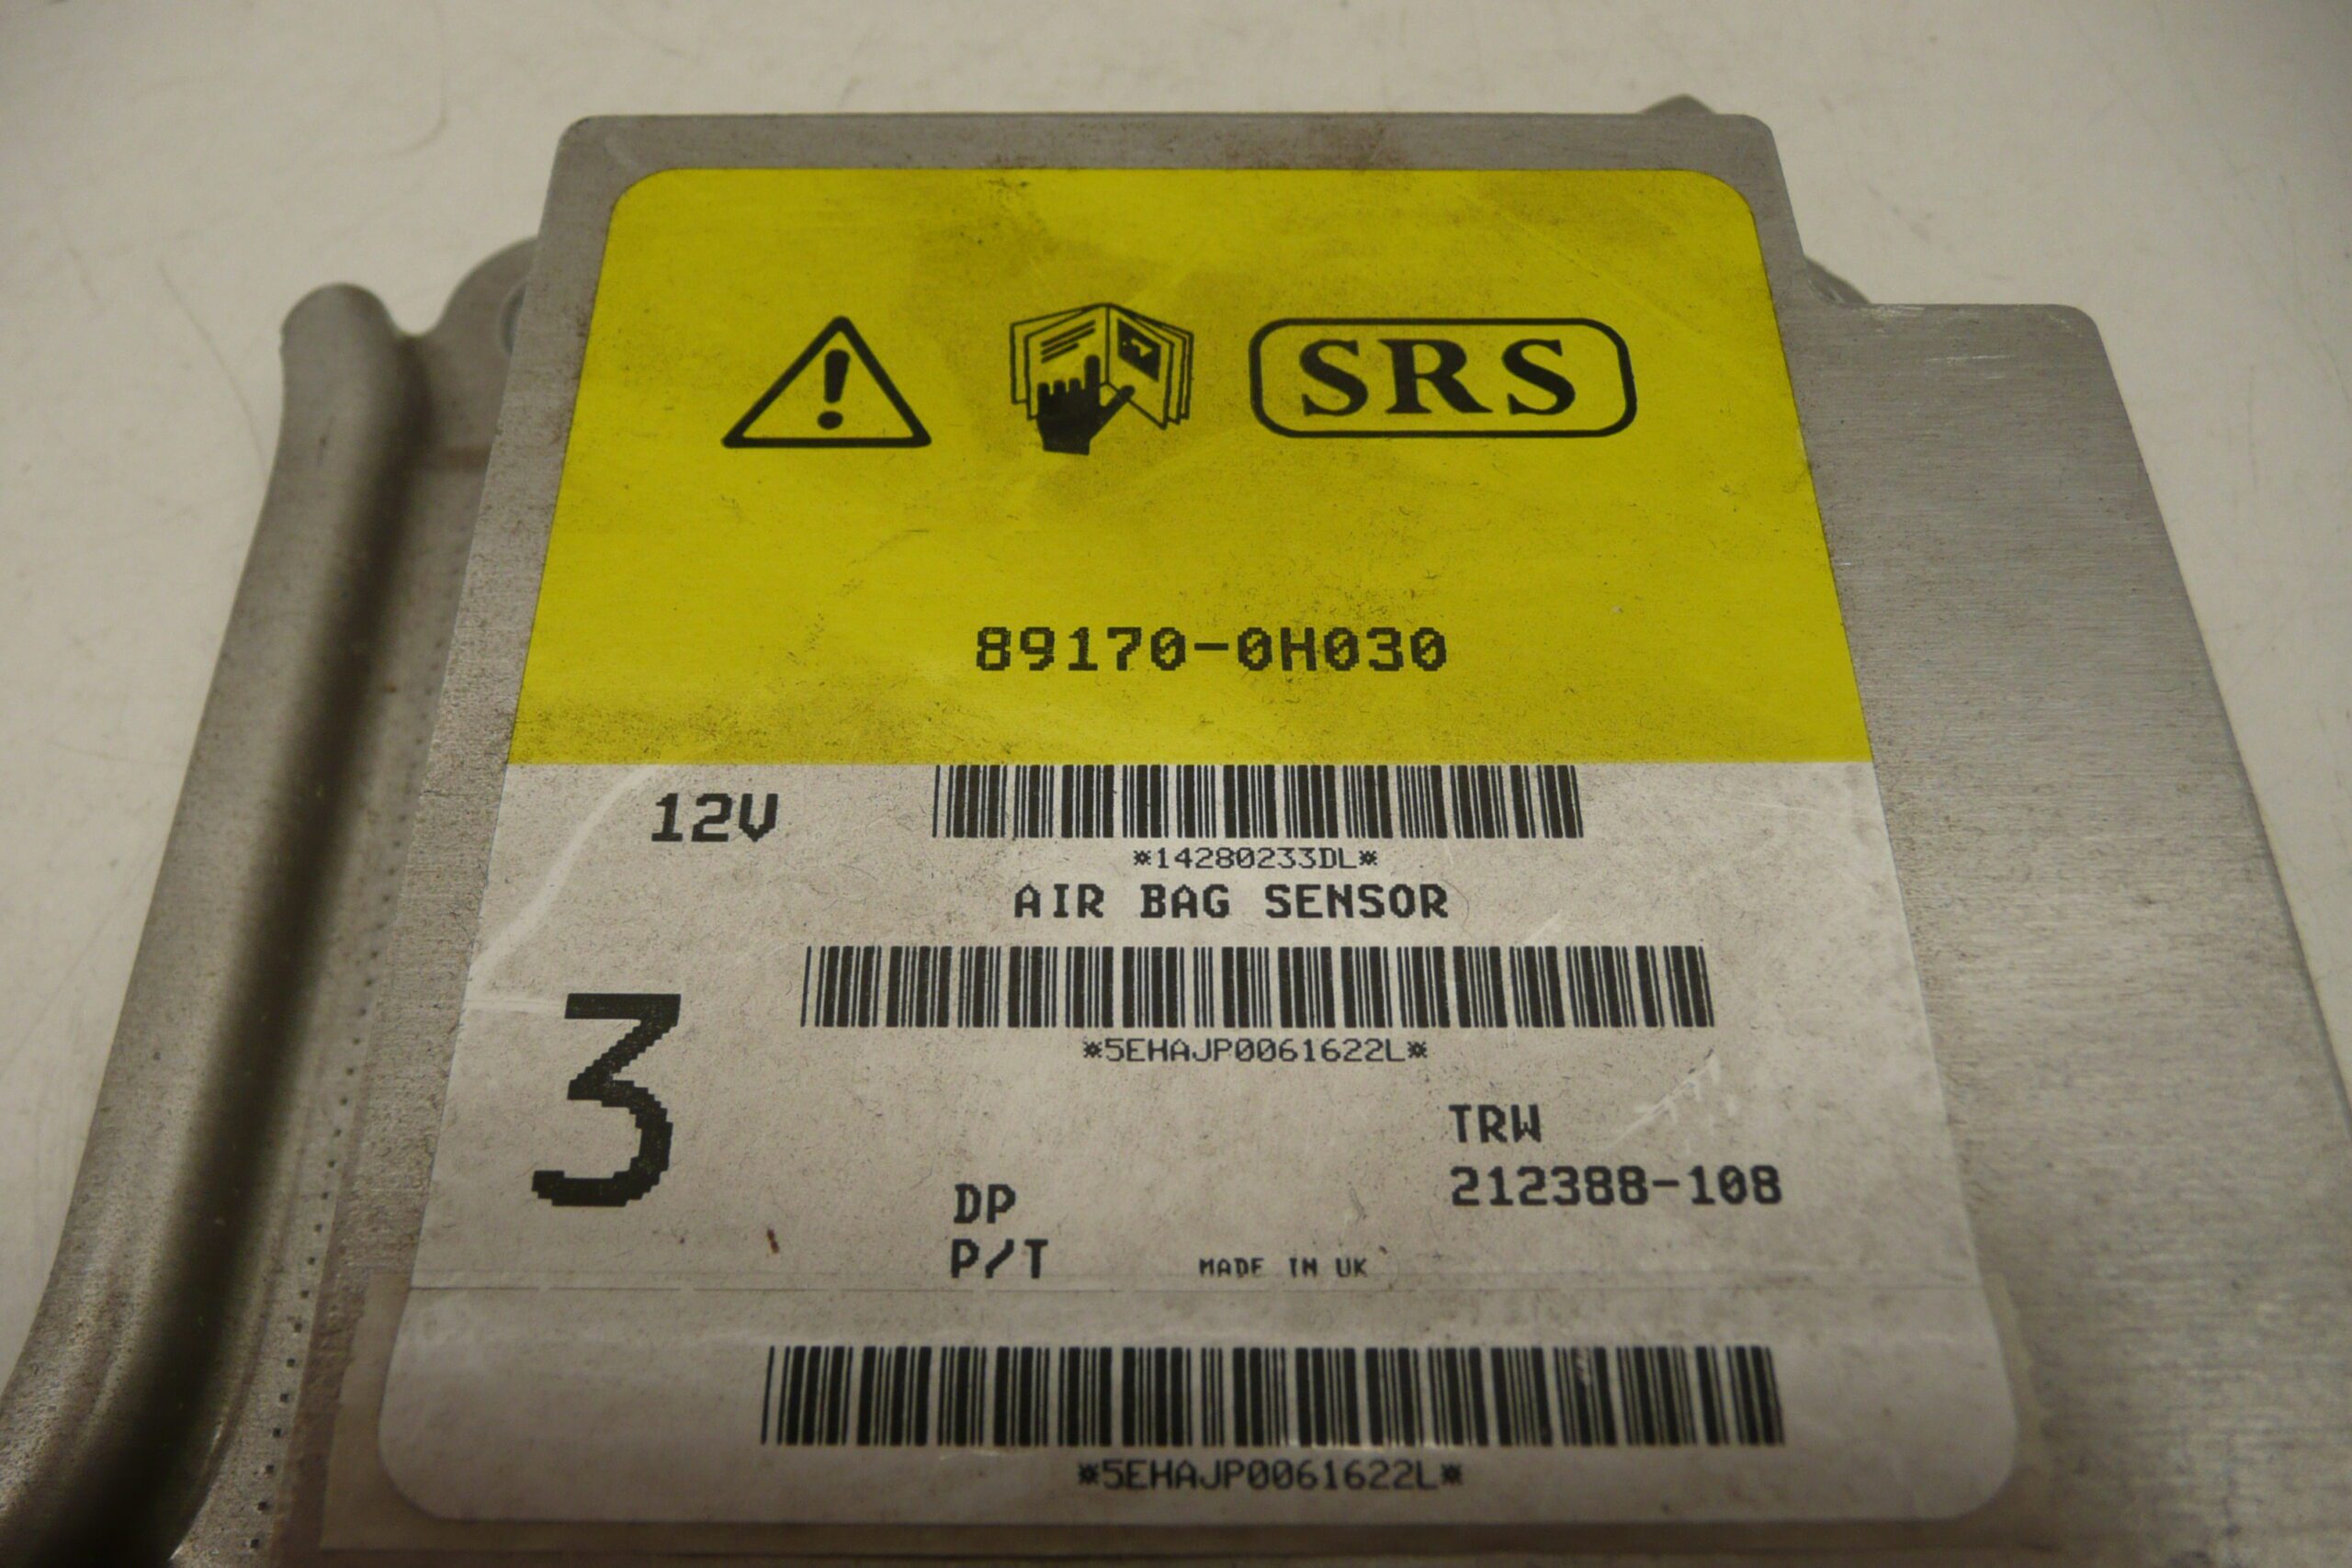 SRS
89170-0H030
12V
*14280233DL*
AIR BAG SENSOR
*5EHAJP0061622L*
3
TRW
212388-108
DP
P/T
MADE IN UK
*5EHAJP0061622L*